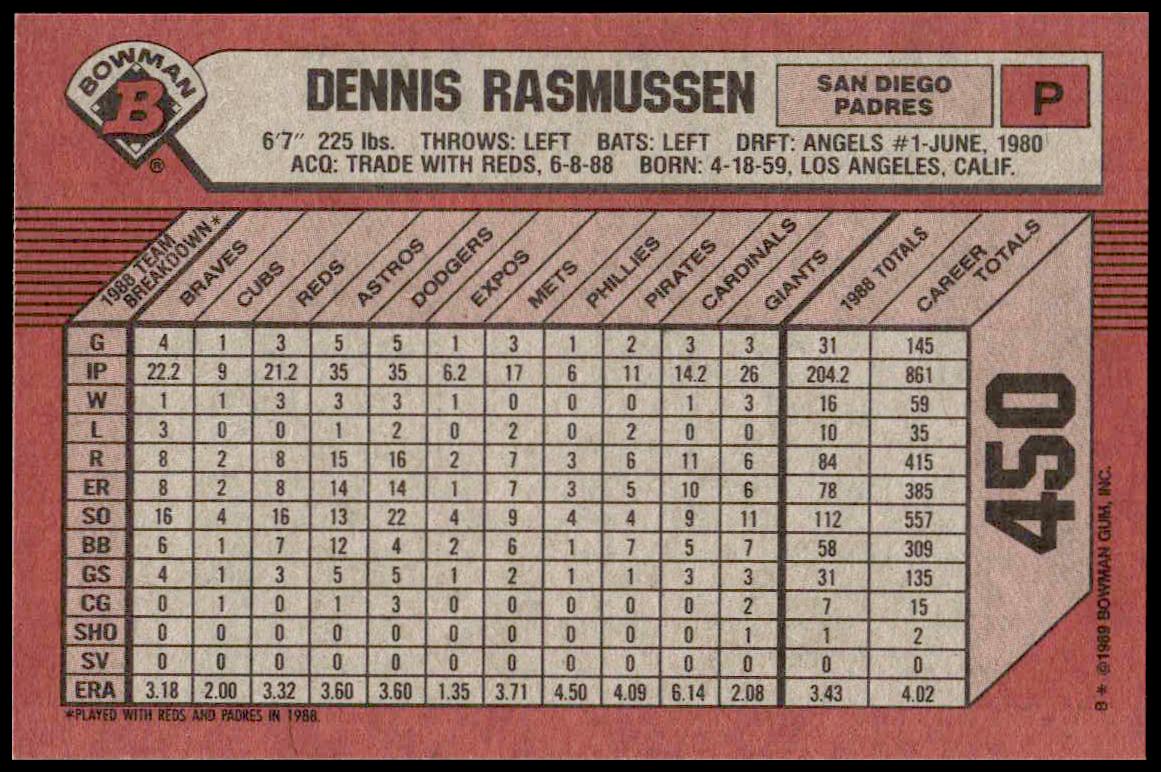 BOWMAN
B
®
DENNIS RASMUSSEN
SAN DIEGO
PADRES
P
6'7" 225 lbs. THROWS: LEFT BATS: LEFT DRFT: ANGELS #1-JUNE, 1980
ACQ: TRADE WITH REDS, 6-8-88 BORN: 4-18-59, LOS ANGELES, CALIF.
1988 TEAM BREAKDOWN* BRAVES CUBS REDS ASTROS DODGERS EXPOS METS PHILLIES PIRATES CARDINALS GIANTS 1988 TOTALS CAREER TOTALS
G 4 1 3 5 5 1 3 1 2 3 3 31 145
IP 22.2 9 21.2 35 35 6.2 17 6 11 14.2 26 204.2 861
W 1 1 3 3 3 1 0 0 0 1 3 16 59
L 3 0 0 1 2 0 2 0 2 0 0 10 35
R 8 2 8 15 16 2 7 3 6 11 6 84 415
ER 8 2 8 14 14 1 7 3 5 10 6 78 385
SO 16 4 16 13 22 4 9 4 4 9 11 112 557
BB 6 1 7 12 4 2 6 1 7 5 7 58 309
GS 4 1 3 5 5 1 2 1 1 3 3 31 135
CG 0 1 0 1 3 0 0 0 0 0 2 7 15
SHO 0 0 0 0 0 0 0 0 0 0 1 1 2
SV 0 0 0 0 0 0 0 0 0 0 0 0 0
ERA 3.18 2.00 3.32 3.60 3.60 1.35 3.71 4.50 4.09 6.14 2.08 3.43 4.02
*PLAYED WITH REDS AND PADRES IN 1988.
450
B* ©1989 BOWMAN GUM, INC.